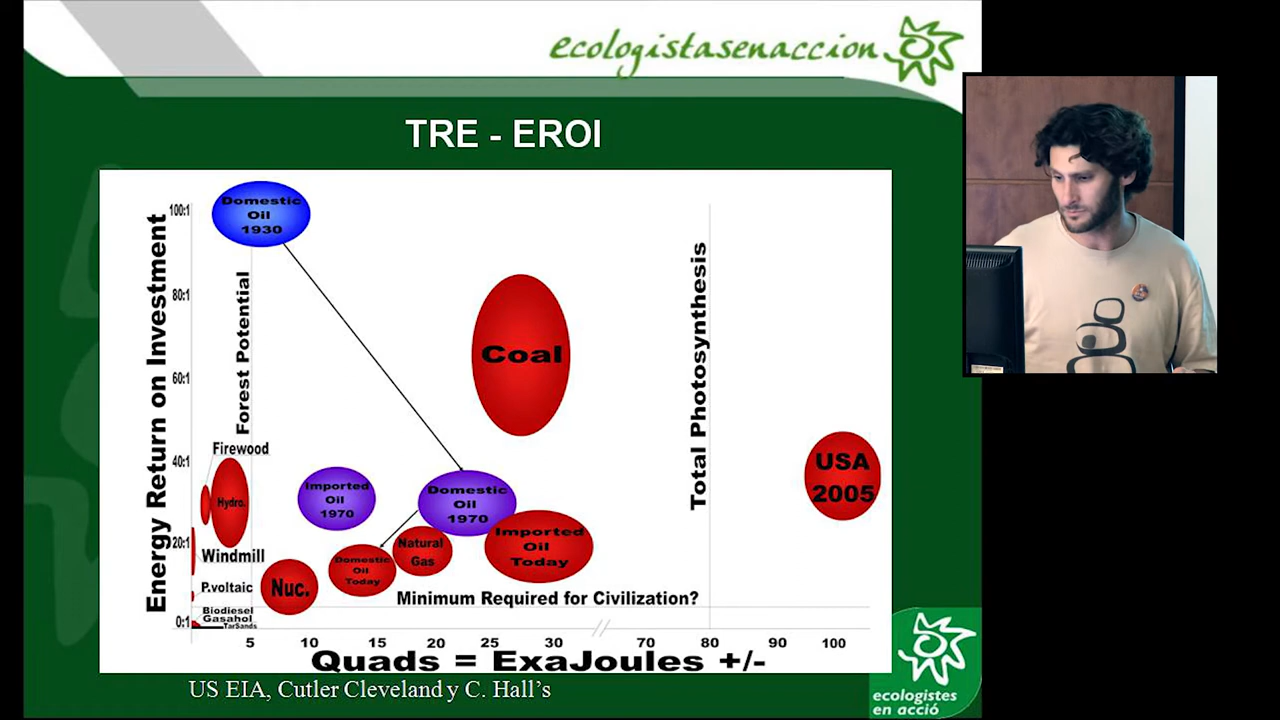 ecologistasenaccion
TRE - EROI
Energy Return on Investment
100:1
80:1
60:1
40:1
20:1
0:1
Domestic
Oil
1930
Forest Potential
Firewood
Hydro.
Windmill
P.voltaic
Biodiesel
Gasahol
TarSands
Nuc.
Imported
Oil
1970
Domestic
Oil
1970
Domestic
Oil
Today
Natural
Gas
Imported
Oil
Today
Coal
Total Photosynthesis
USA
2005
Minimum Required for Civilization?
5 10 15 20 25 30 70 80 90 100
Quads = ExaJoules +/-
US EIA, Cutler Cleveland y C. Hall's
ecologistes
en acció